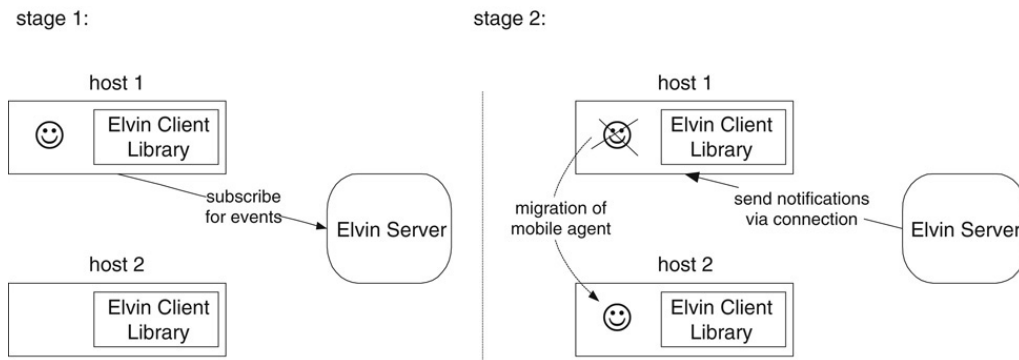 stage 1:
host 1
Elvin Client
Library
subscribe
for events
Elvin Server
host 2
Elvin Client
Library
stage 2:
host 1
Elvin Client
Library
migration of
mobile agent
send notifications
via connection
Elvin Server
host 2
Elvin Client
Library